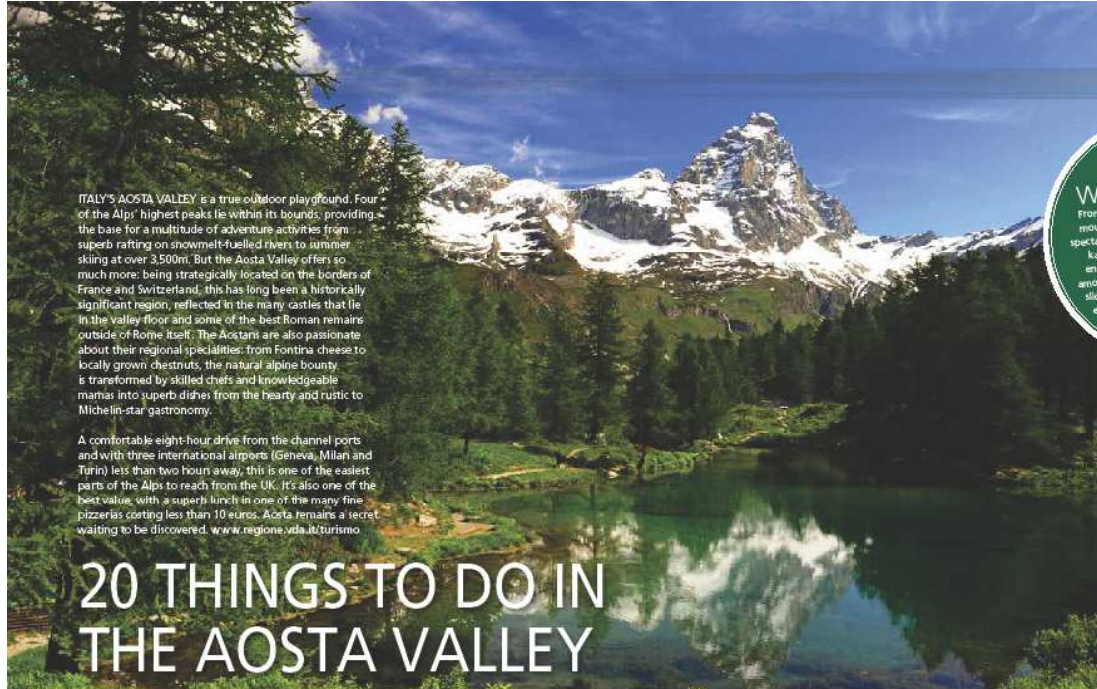 ITALY'S AOSTA VALLEY is a true outdoor playground. Four
of the Alps' highest peaks lie within its bounds, providing
the base for a multitude of adventure activities from
superb rafting on snowmelt-fuelled rivers to summer
skiing at over 3,500m. But the Aosta Valley offers so
much more: being strategically located on the borders of
France and Switzerland, this has long been a historically
significant region, reflected in the many castles that lie
in the valley floor and some of the best Roman remains
outside of Rome itself. The Aostans are also passionate
about their regional specialities: from Fontina cheese to
locally grown chestnuts, the natural alpine bounty
is transformed by skilled chefs and knowledgeable
mamas into superb dishes from the hearty and rustic to
Michelin-star gastronomy.
A comfortable eight-hour drive from the channel ports
and with three international airports (Geneva, Milan and
Turin) less than two hours away, this is one of the easiest
parts of the Alps to reach from the UK. It's also one of the
best value, with a superb lunch in one of the many fine
pizzerias costing less than 10 euros. Aosta remains a secret
waiting to be discovered. www.regione.vda.it/turismo
20 THINGS TO DO IN
THE AOSTA VALLEY